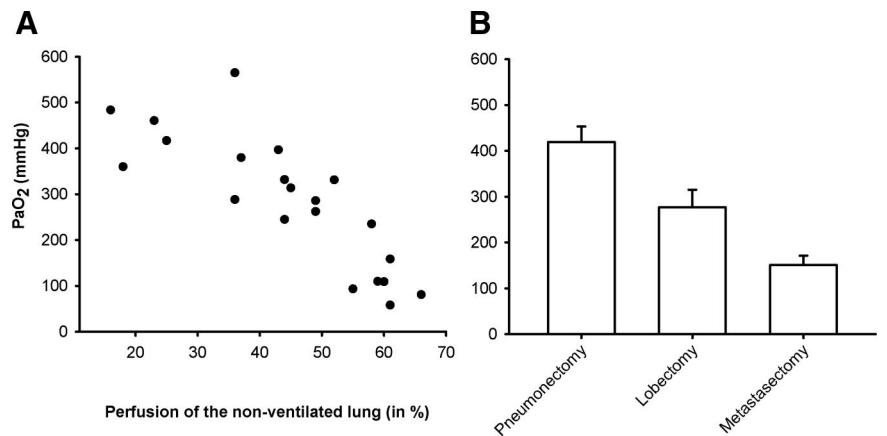 A
B
PaO2 (mmHg)
600
500
400
300
200
100
0
20 30 40 50 60 70
Perfusion of the non-ventilated lung (in %)
600
500
400
300
200
100
0
Pneumonectomy
Lobectomy
Metastasectomy